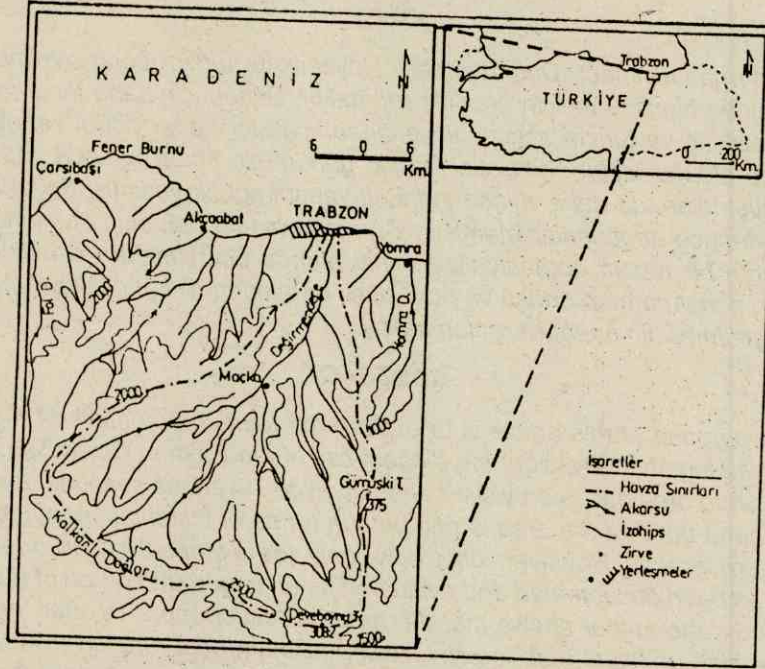 KARADENİZ
N
Fener Burnu
Çarşıbaşı
6 0 6
Km.
Akçaabat
TRABZON
Yomra
Fol D.
2000
Değirmendere
Yomra D.
2000
Maçka
1000
Gümüşki T.
Kalkanlı Dağları
2000
Deveboynu T.
3082
1500
Trabzon
N
TÜRKİYE
0 200
Km.
İşaretler
Havza Sınırları
Akarsu
İzohips
Zirve
Yerleşmeler